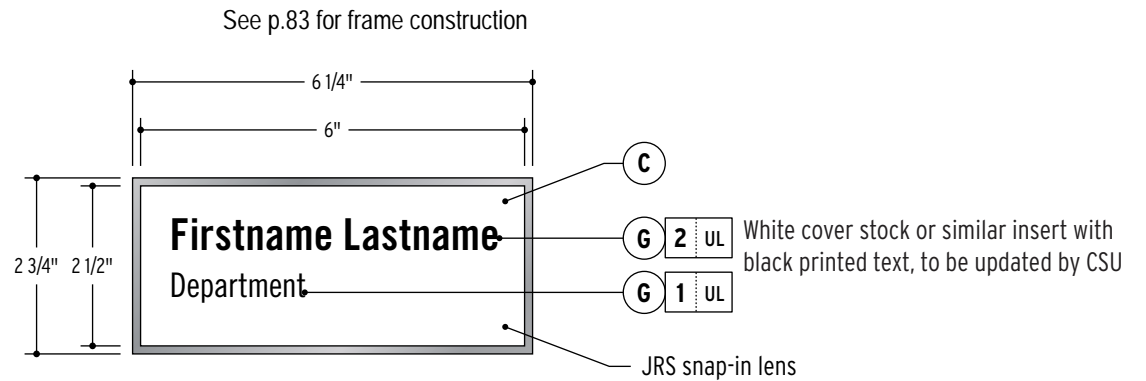 See p.83 for frame construction
6 1/4"
6"
C
2 3/4"
2 1/2"
Firstname Lastname
G 2 UL
White cover stock or similar insert with
black printed text, to be updated by CSU
Department
G 1 UL
JRS snap-in lens